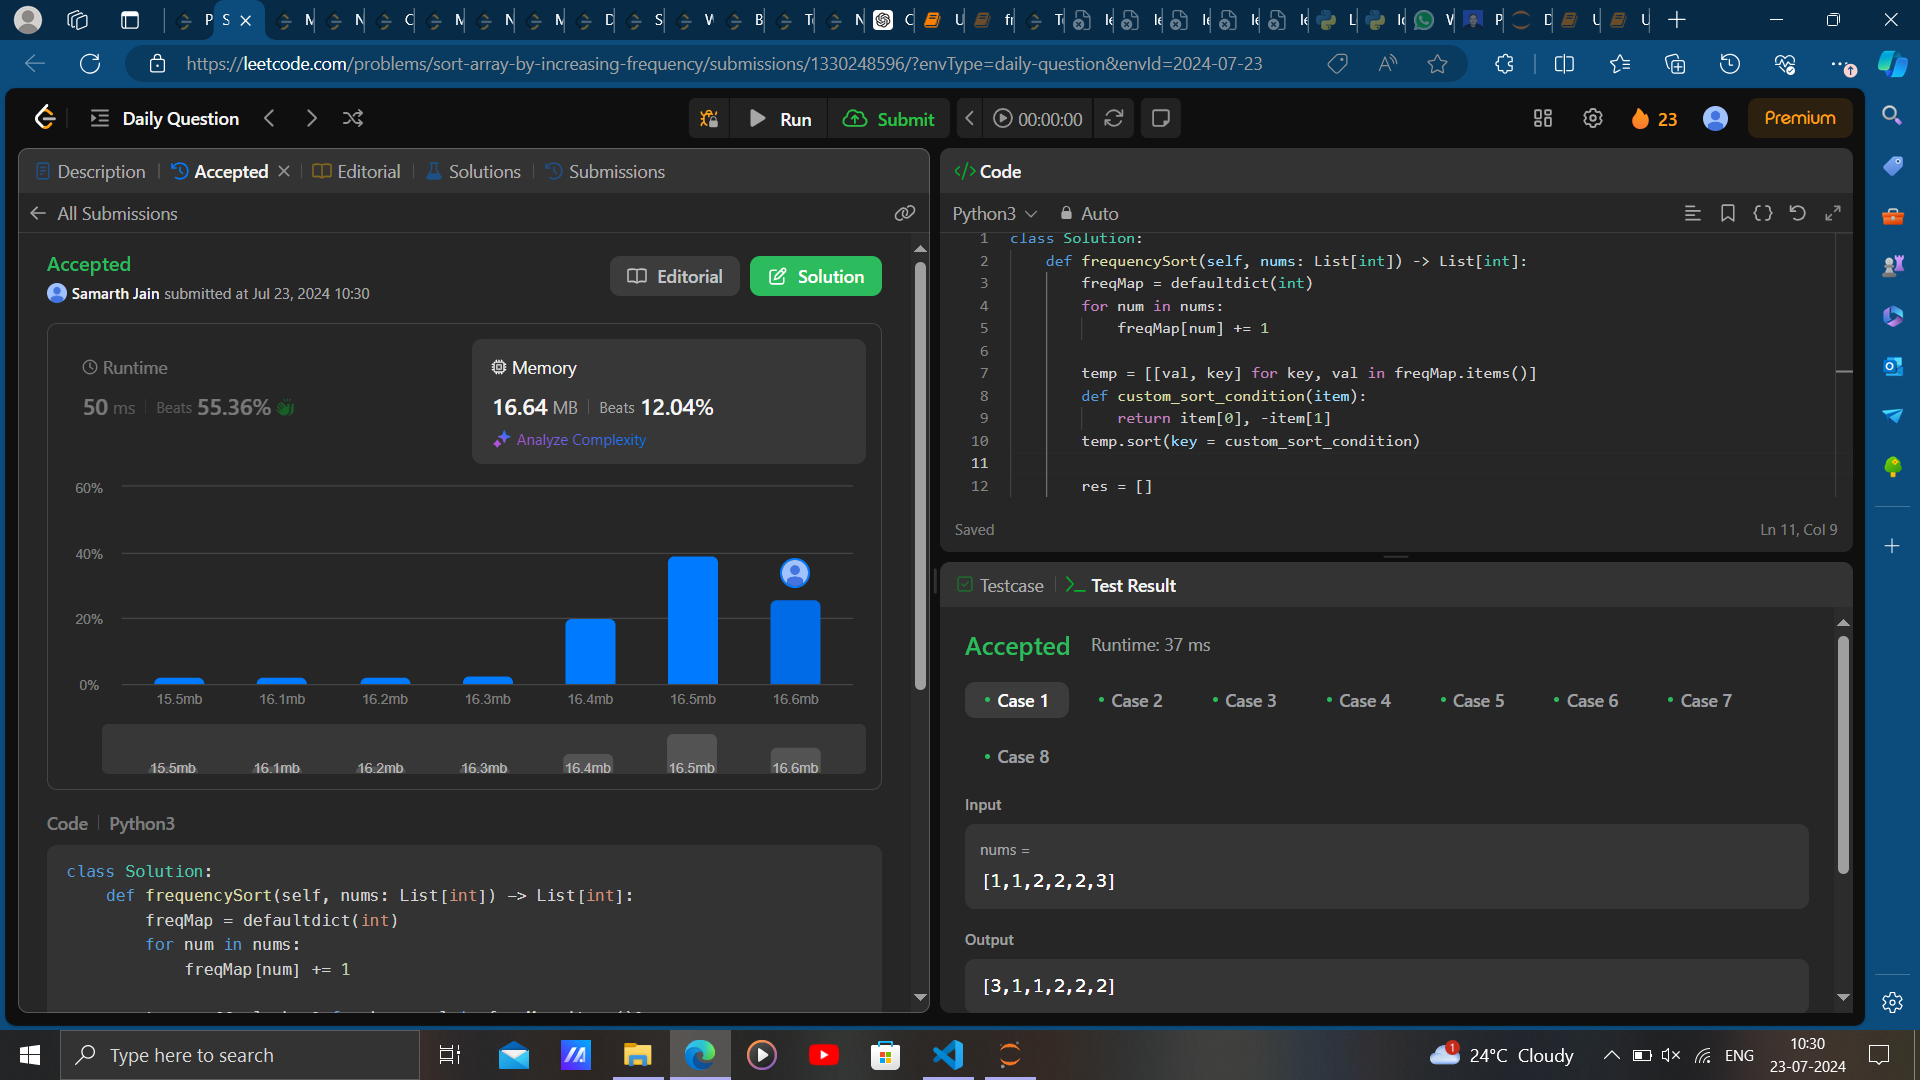 https://leetcode.com/problems/sort-array-by-increasing-frequency/submissions/1330248596/?envType=daily-question&envId=2024-07-23
Daily Question
Run
Submit
00:00:00
23
Premium
Description
Accepted
Editorial
Solutions
Submissions
All Submissions
Accepted
Samarth Jain submitted at Jul 23, 2024 10:30
Editorial
Solution
Runtime
50 ms
Beats 55.36%
Memory
16.64 MB
Beats 12.04%
Analyze Complexity
60%
40%
20%
0%
15.5mb 16.1mb 16.2mb 16.3mb 16.4mb 16.5mb 16.6mb
15.5mb 16.1mb 16.2mb 16.3mb 16.4mb 16.5mb 16.6mb
Code Python3
class Solution:
def frequencySort(self, nums: List[int]) -> List[int]:
freqMap = defaultdict(int)
for num in nums:
freqMap[num] += 1
</> Code
Python3 Auto
1 class Solution:
2 def frequencySort(self, nums: List[int]) -> List[int]:
3 freqMap = defaultdict(int)
4 for num in nums:
5 freqMap[num] += 1
6
7 temp = [[val, key] for key, val in freqMap.items()]
8 def custom_sort_condition(item):
9 return item[0], -item[1]
10 temp.sort(key = custom_sort_condition)
11
12 res = []
Saved
Ln 11, Col 9
Testcase
Test Result
Accepted
Runtime: 37 ms
Case 1
Case 2
Case 3
Case 4
Case 5
Case 6
Case 7
Case 8
Input
nums =
[1,1,2,2,2,3]
Output
[3,1,1,2,2,2]
Type here to search
1
24°C Cloudy
ENG
10:30
23-07-2024